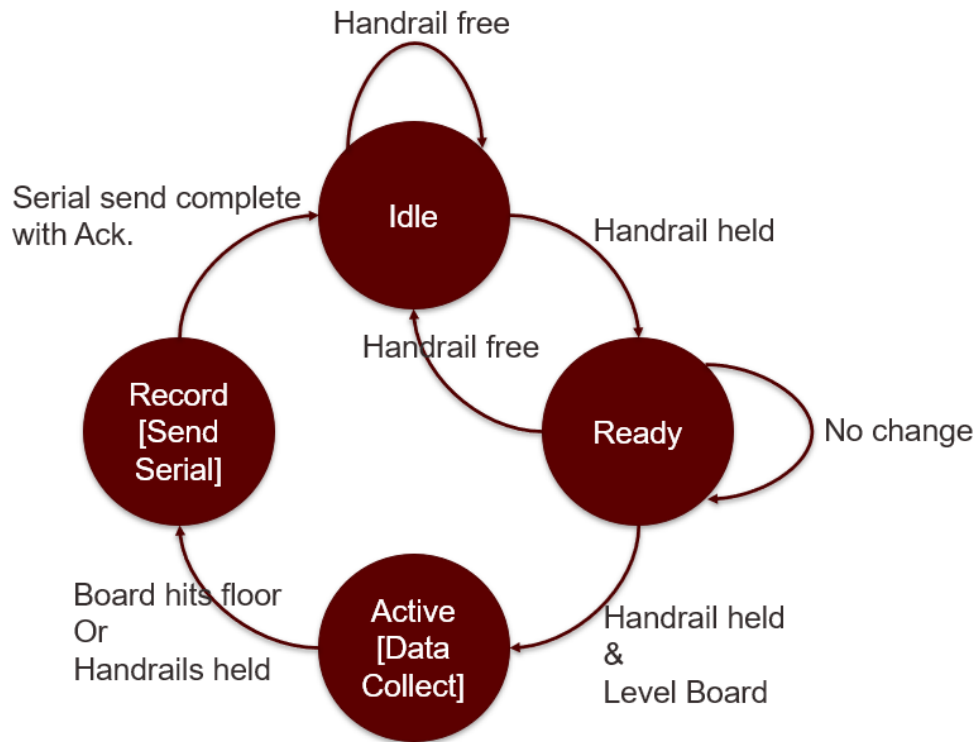 Handrail free
Serial send complete
with Ack.
Idle
Handrail held
Handrail free
Record
[Send
Serial]
Ready
No change
Board hits floor
Or
Handrails held
Active
[Data
Collect]
Handrail held
&
Level Board